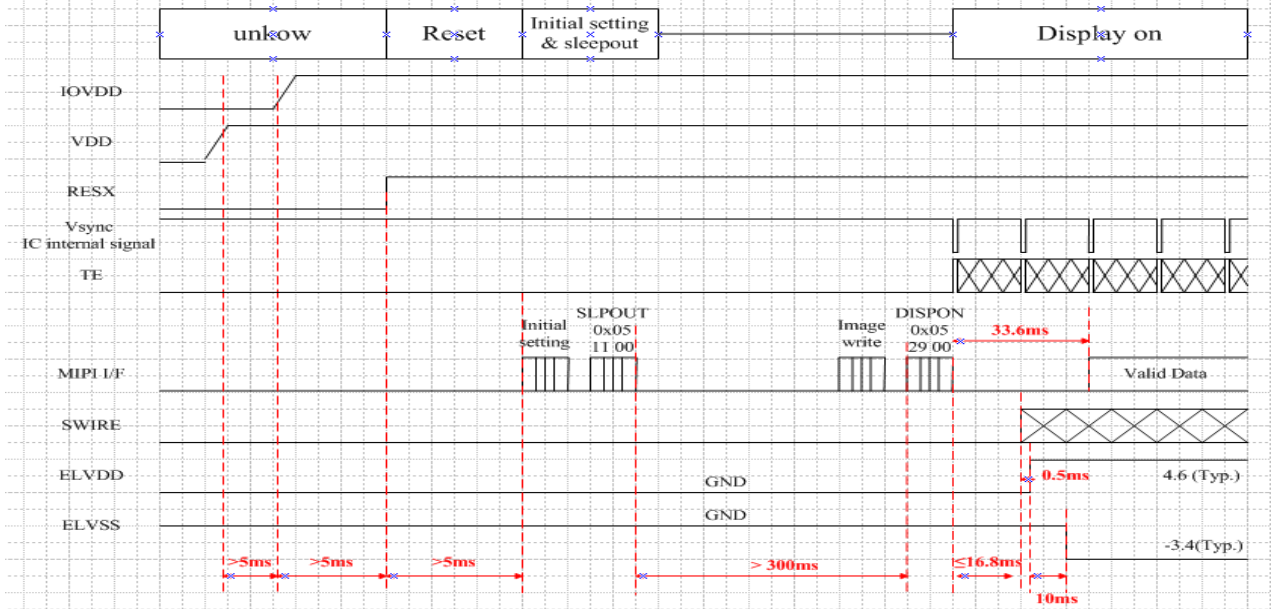 unkow
Reset
Initial setting
& sleepout
Display on
IOVDD
VDD
RESX
Vsync
IC internal signal
TE
Initial
setting
SLPOUT
0x05
11 00
Image
write
DISPON
0x05
29 00
33.6ms
MIPI I/F
Valid Data
SWIRE
ELVDD
GND
0.5ms
4.6 (Typ.)
ELVSS
GND
-3.4(Typ.)
>5ms
>5ms
>5ms
> 300ms
≤16.8ms
10ms